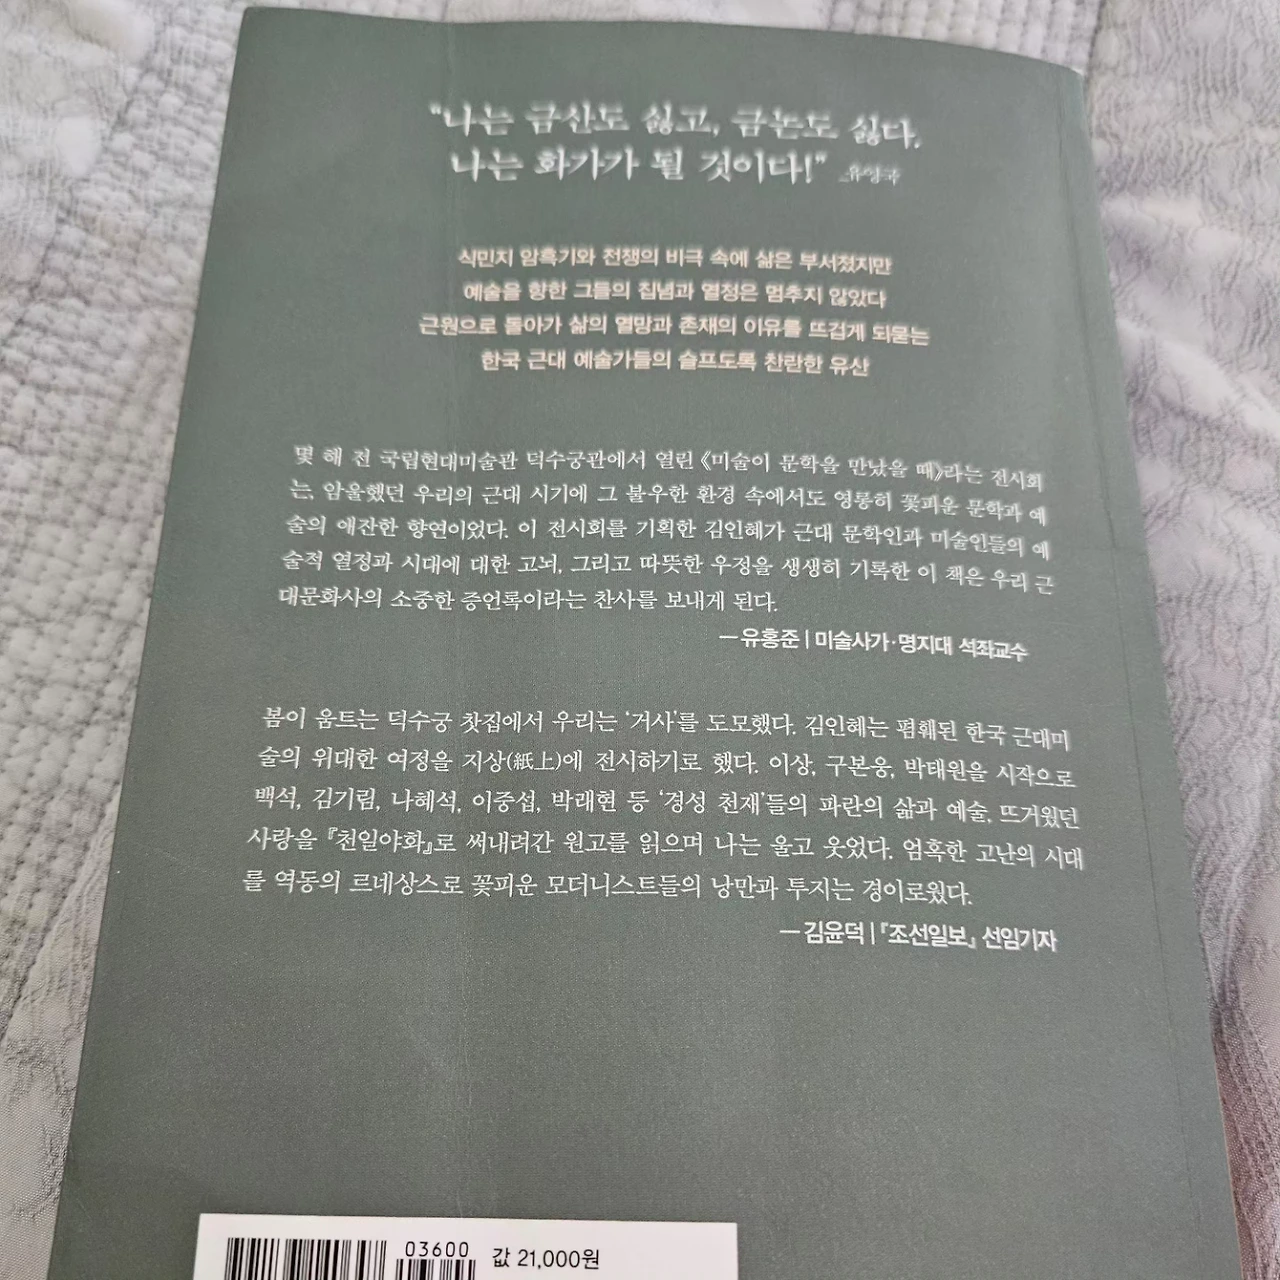 "나는 금산도 싫고, 금논도 싫다,
나는 화가가 될 것이다!" _유영국
식민지 암흑기와 전쟁의 비극 속에 삶은 부서졌지만
예술을 향한 그들의 집념과 열정은 멈추지 않았다
근원으로 돌아가 삶의 열망과 존재의 이유를 뜨겁게 되묻는
한국 근대 예술가들의 슬프도록 찬란한 유산
몇 해 전 국립현대미술관 덕수궁관에서 열린 《미술이 문학을 만났을 때》라는 전시회
는, 암울했던 우리의 근대 시기에 그 불우한 환경 속에서도 영롱히 꽃피운 문학과 예
술의 애잔한 향연이었다. 이 전시회를 기획한 김인혜가 근대 문학인과 미술인들의 예
술적 열정과 시대에 대한 고뇌, 그리고 따뜻한 우정을 생생히 기록한 이 책은 우리 근
대문화사의 소중한 증언록이라는 찬사를 보내게 된다.
—유홍준 | 미술사가·명지대 석좌교수
봄이 움트는 덕수궁 찻집에서 우리는 '거사'를 도모했다. 김인혜는 폄훼된 한국 근대미
술의 위대한 여정을 지상(紙上)에 전시하기로 했다. 이상, 구본웅, 박태원을 시작으로
백석, 김기림, 나혜석, 이중섭, 박래현 등 '경성 천재'들의 파란의 삶과 예술, 뜨거웠던
사랑을 『천일야화』로 써내려간 원고를 읽으며 나는 울고 웃었다. 엄혹한 고난의 시대
를 역동의 르네상스로 꽃피운 모더니스트들의 낭만과 투지는 경이로웠다.
—김윤덕 | 『조선일보』 선임기자
03600 값 21,000원